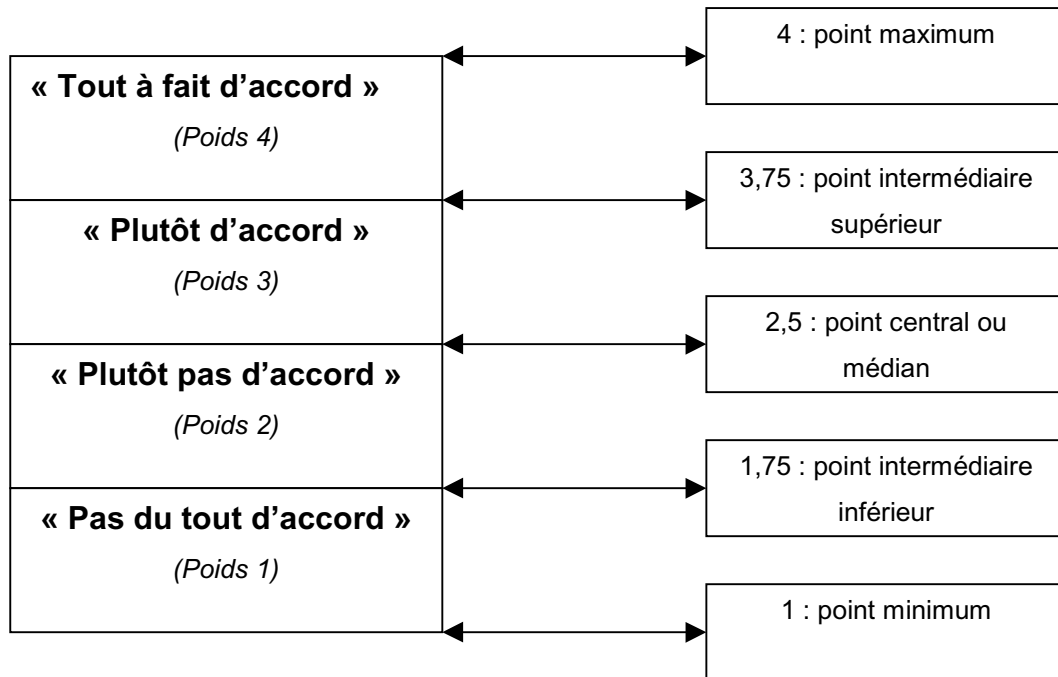 4 : point maximum
« Tout à fait d’accord »
(Poids 4)
3,75 : point intermédiaire
supérieur
« Plutôt d’accord »
(Poids 3)
2,5 : point central ou
médian
« Plutôt pas d’accord »
(Poids 2)
1,75 : point intermédiaire
inférieur
« Pas du tout d’accord »
(Poids 1)
1 : point minimum